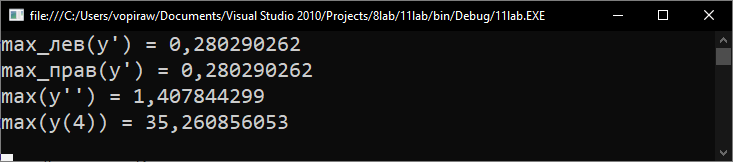 file:///C:/Users/vopiraw/Documents/Visual Studio 2010/Projects/8lab/11lab/bin/Debug/11lab.EXE
max_лев(y') = 0,280290262
max_прав(y') = 0,280290262
max(y'') = 1,407844299
max(y(4)) = 35,260856053